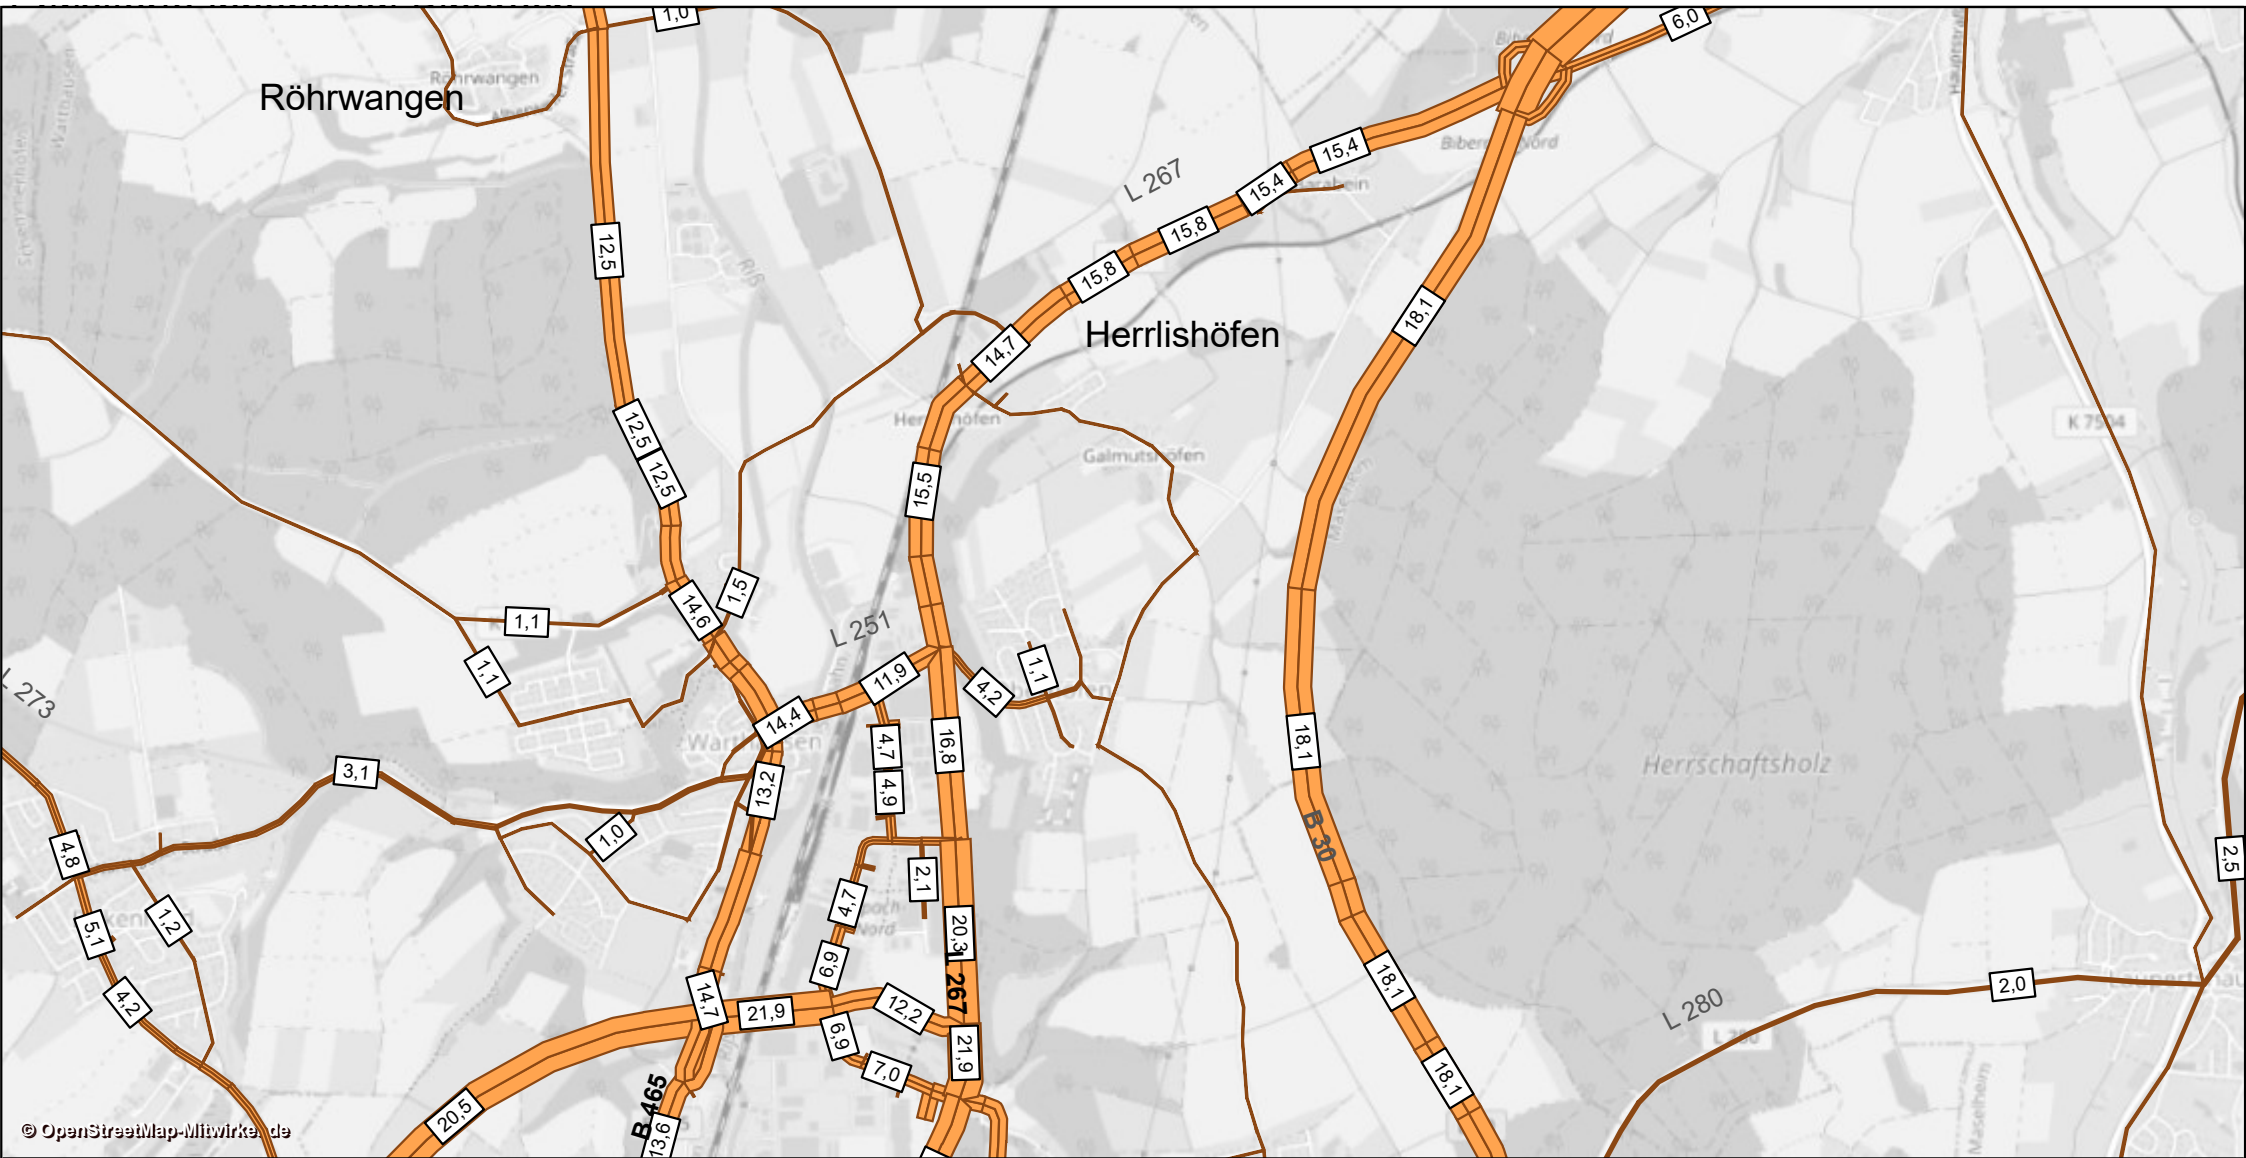 1,0
6,0
Röhrwangen
Röhrwangen
15,4
L 267
15,4
15,8
12,5
15,8
18,1
Herrlishöfen
14,7
Riß
K 7504
12,5
12,5
Galmutshöfen
15,5
1,5
14,6
1,1
L 251
1,1
11,9
4,2
1,1
L 273
14,4
16,8
4,7
18,1
3,1
13,2
4,9
Herrschaftsholz
1,0
B 30
4,8
2,5
2,1
4,7
1,2
5,1
20,3
Nord
6,9
L 267
18,1
2,0
14,7
21,9
4,2
12,2
L 280
6,9
21,9
7,0
18,1
20,5
B 465
13,6
Maselheim
© OpenStreetMap-Mitwirkende